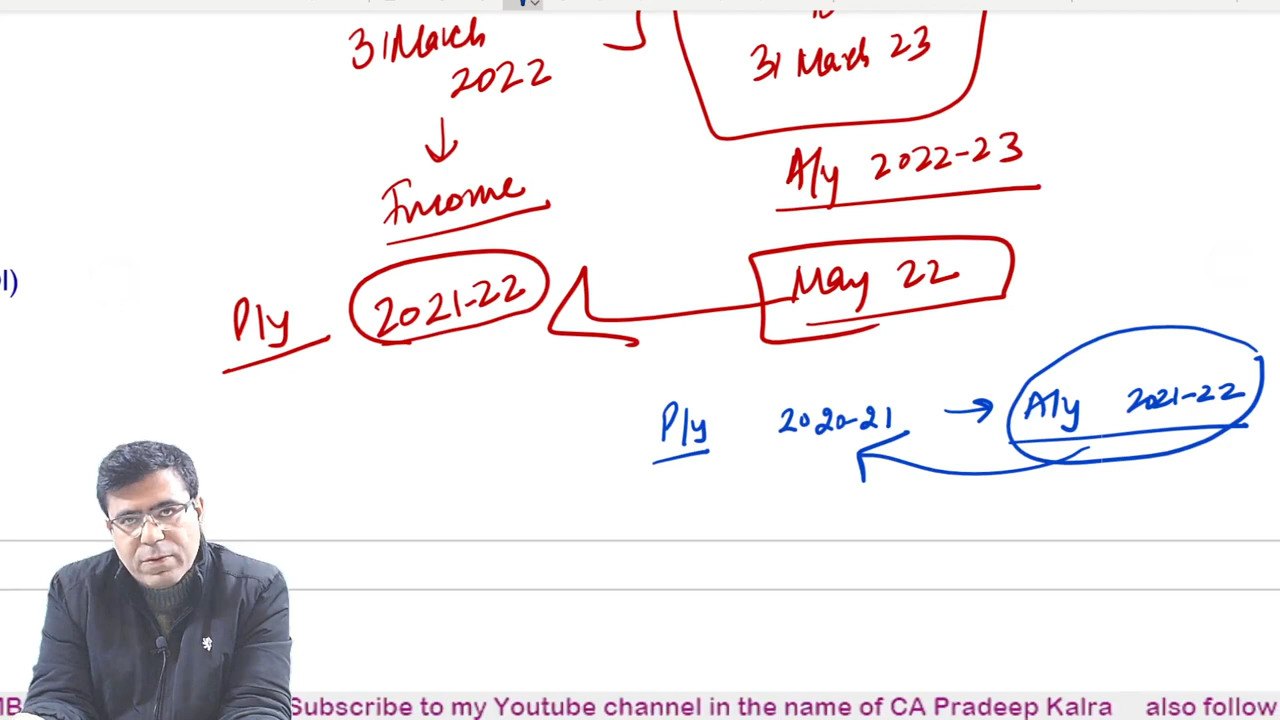 31 March
2022
31 March 23
A/y 2022-23
Income
P/y 2021-22
May 22
P/y 2020-21 → A/y 2021-22
Subscribe to my Youtube channel in the name of CA Pradeep Kalra also follow